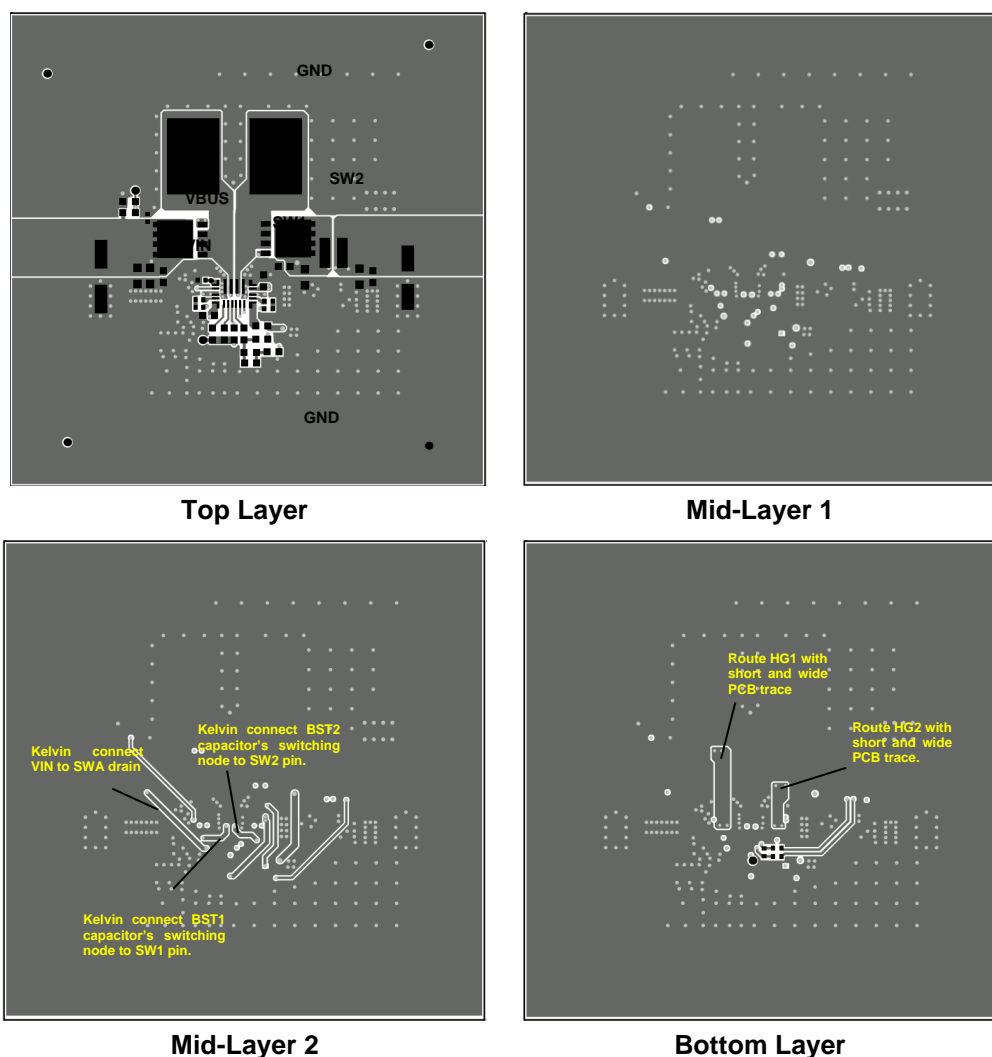 GND
SW2
VBUS
SW1
VIN
GND
Top Layer
Mid-Layer 1
Kelvin connect VIN to SWA drain
Kelvin connect BST2
capacitor's switching
node to SW2 pin.
Kelvin connect BST1
capacitor's switching
node to SW1 pin.
Mid-Layer 2
Route HG1 with
short and wide
PCB trace
Route HG2 with
short and wide
PCB trace.
Bottom Layer